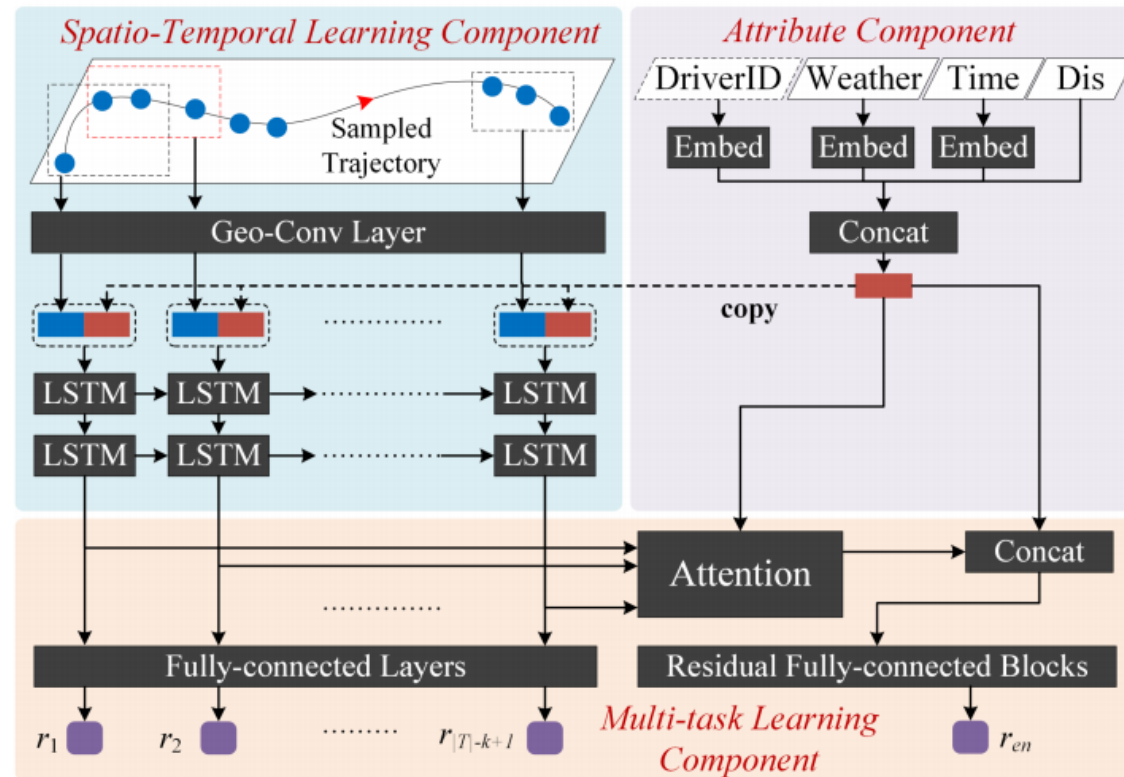 Spatio-Temporal Learning Component
Sampled
Trajectory
Geo-Conv Layer
....................
LSTM LSTM .................... LSTM
LSTM LSTM .................... LSTM
Attribute Component
DriverID Weather Time Dis
Embed Embed Embed
Concat
copy
Attention
Concat
...................
Fully-connected Layers
Residual Fully-connected Blocks
r1 r2 ............ r|T|-k+1
Multi-task Learning
Component
ren